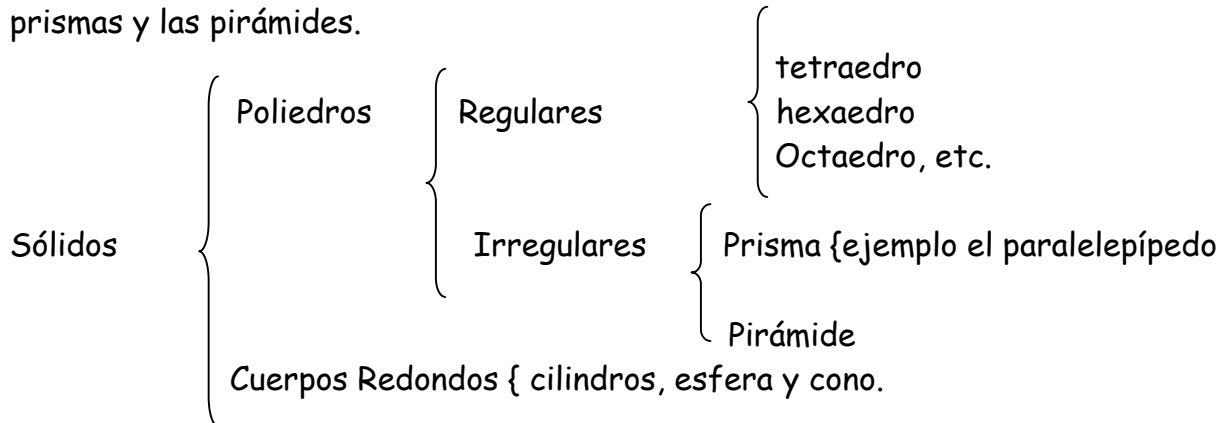 prismas y las pirámides.
tetraedro
Poliedros Regulares hexaedro
Octaedro, etc.
Sólidos Irregulares Prisma {ejemplo el paralelepípedo
Pirámide
Cuerpos Redondos { cilindros, esfera y cono.